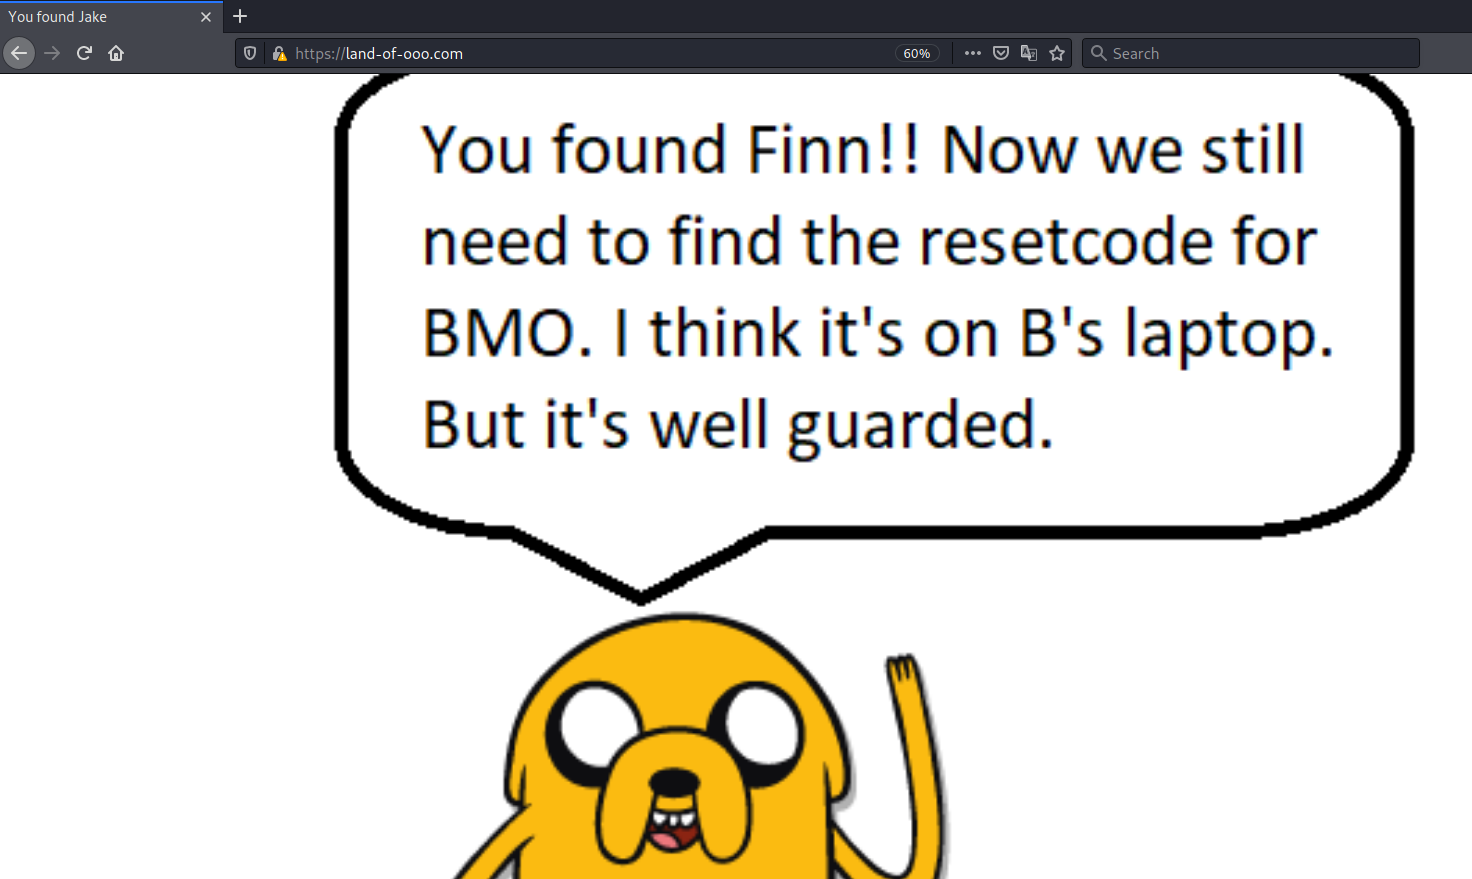 You found Jake
https://land-of-ooo.com
60%
Search
You found Finn!! Now we still
need to find the resetcode for
BMO. I think it's on B's laptop.
But it's well guarded.